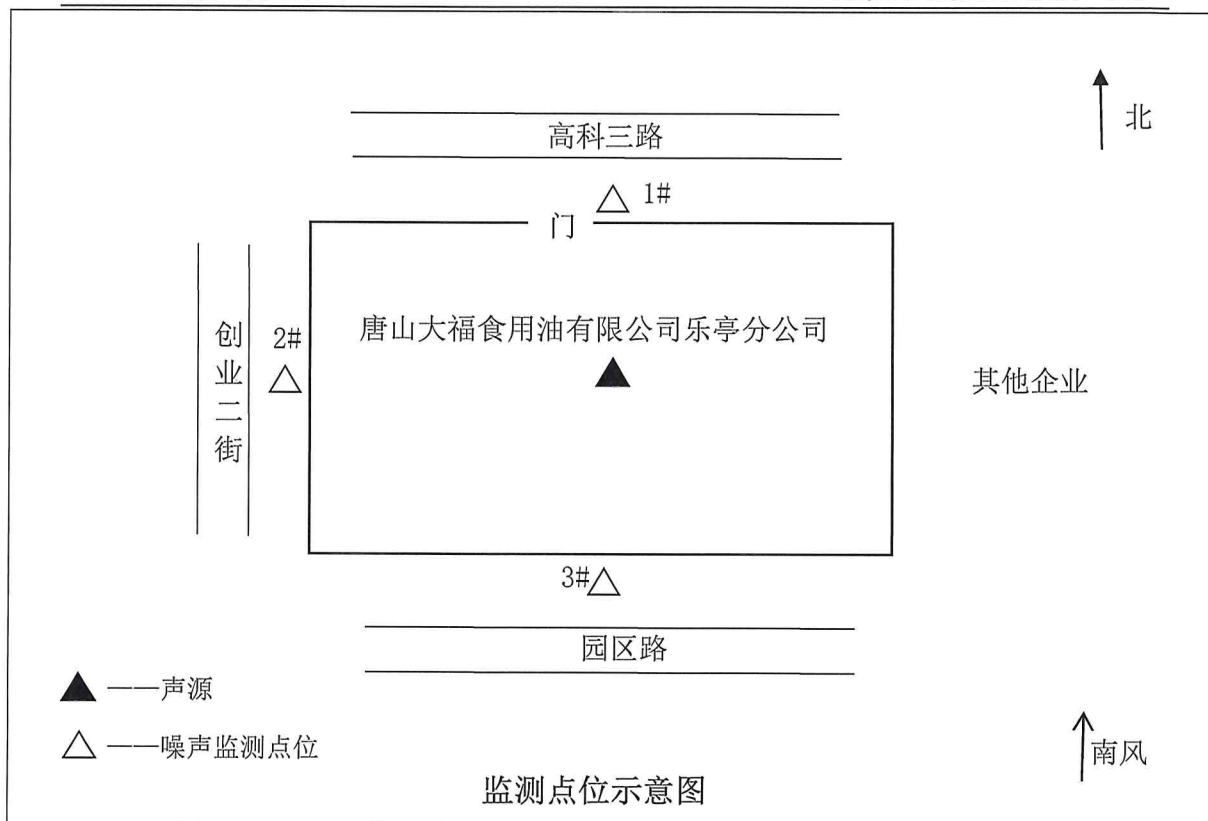 北
高科三路
1#
门
唐山大福食用油有限公司乐亭分公司
创业二街
2#
其他企业
3#
园区路
——声源
——噪声监测点位
南风
监测点位示意图